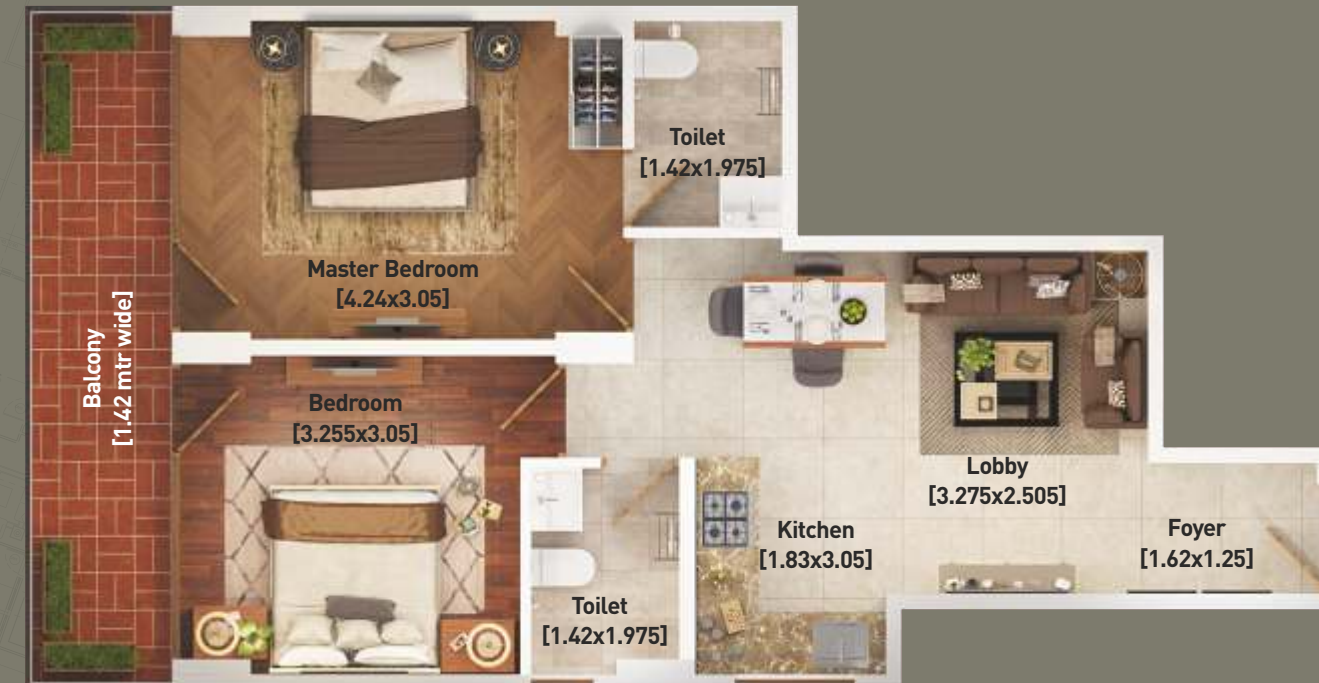 Toilet
[1.42x1.975]
Master Bedroom
[4.24x3.05]
Balcony
[1.42 mtr wide]
Bedroom
[3.255x3.05]
Lobby
[3.275x2.505]
Kitchen
[1.83x3.05]
Foyer
[1.62x1.25]
Toilet
[1.42x1.975]